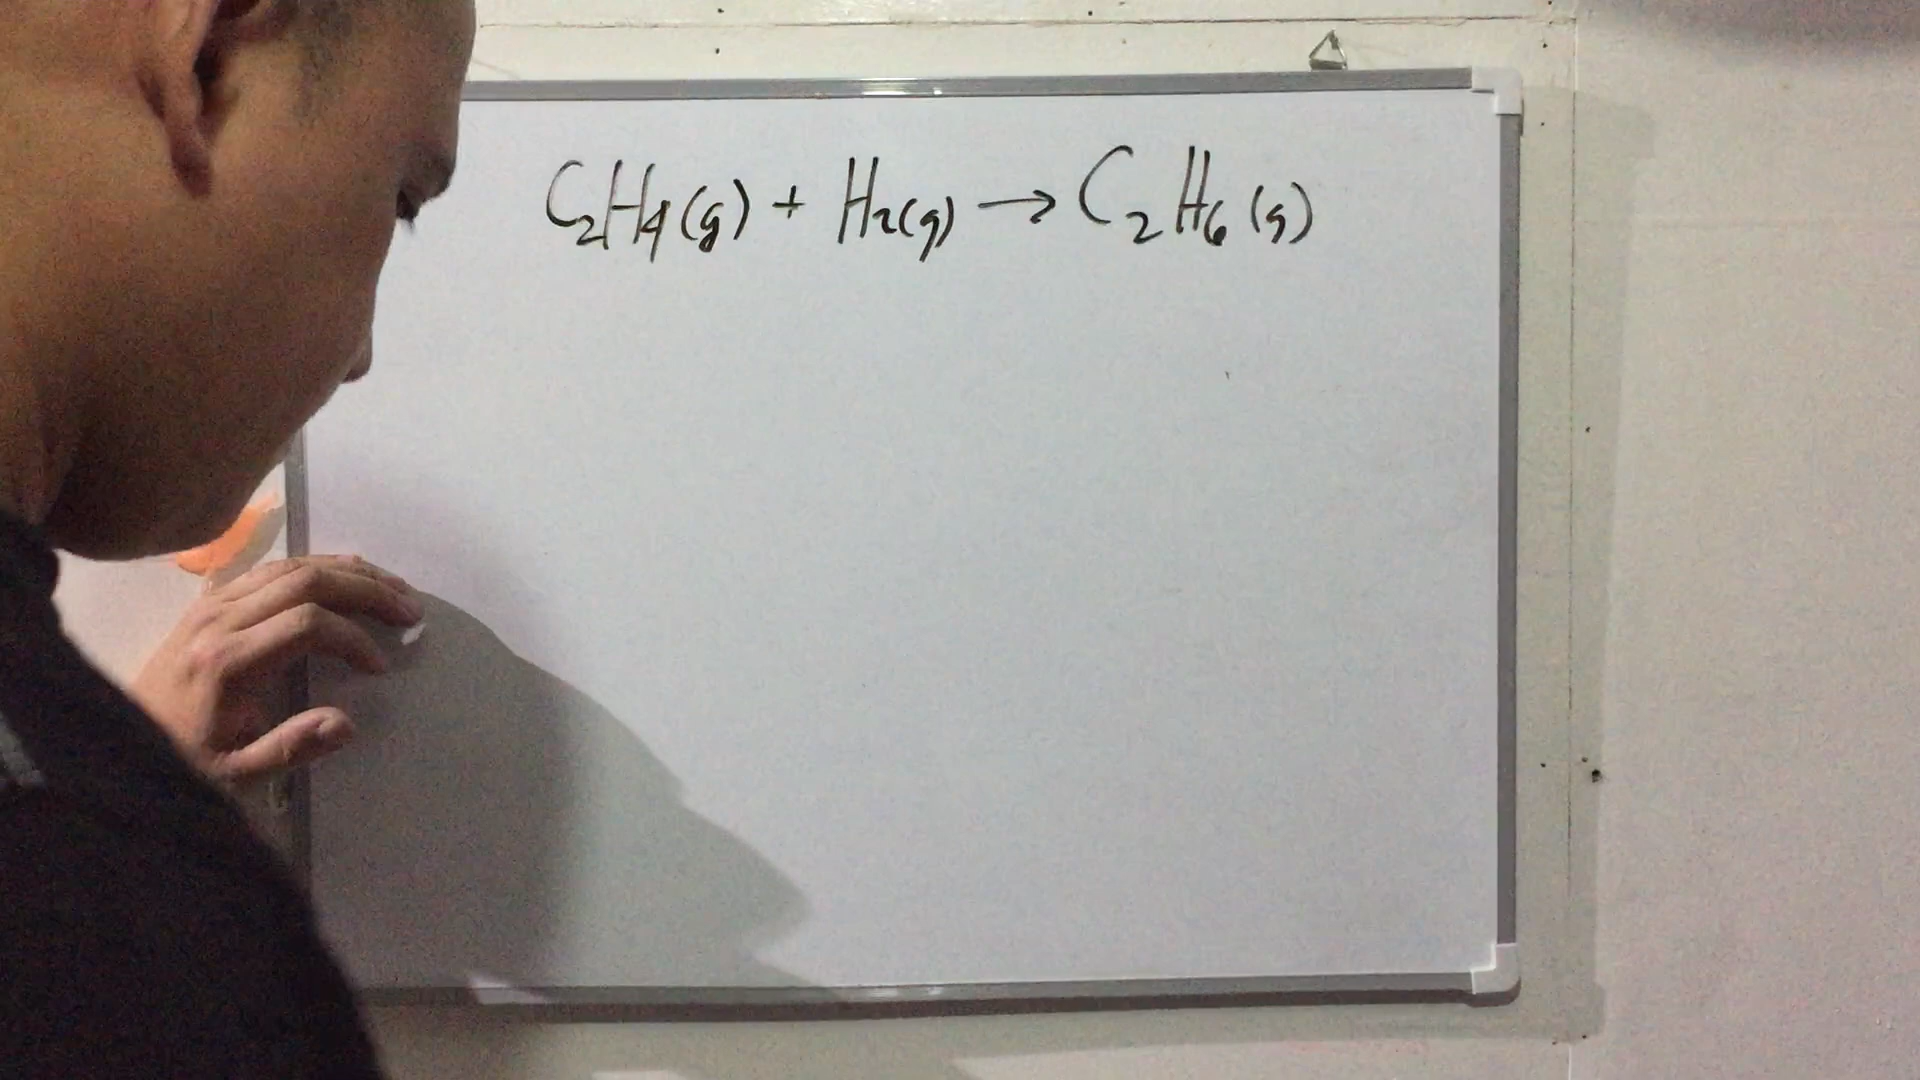 C₂H₄(g) + H₂(g) → C₂H₆(g)